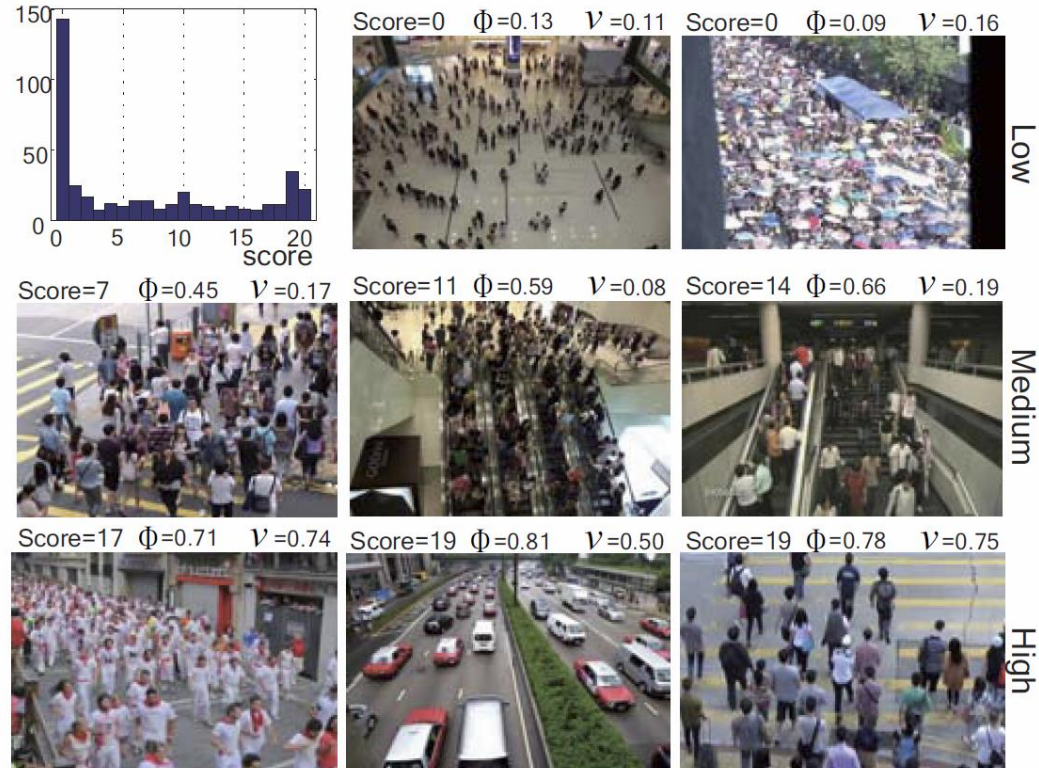 150
100
50
0
0 5 10 15 20
score
Score=0 Φ=0.13 𝜈=0.11
Score=0 Φ=0.09 𝜈=0.16
Low
Score=7 Φ=0.45 𝜈=0.17
Score=11 Φ=0.59 𝜈=0.08
Score=14 Φ=0.66 𝜈=0.19
Medium
Score=17 Φ=0.71 𝜈=0.74
Score=19 Φ=0.81 𝜈=0.50
Score=19 Φ=0.78 𝜈=0.75
High